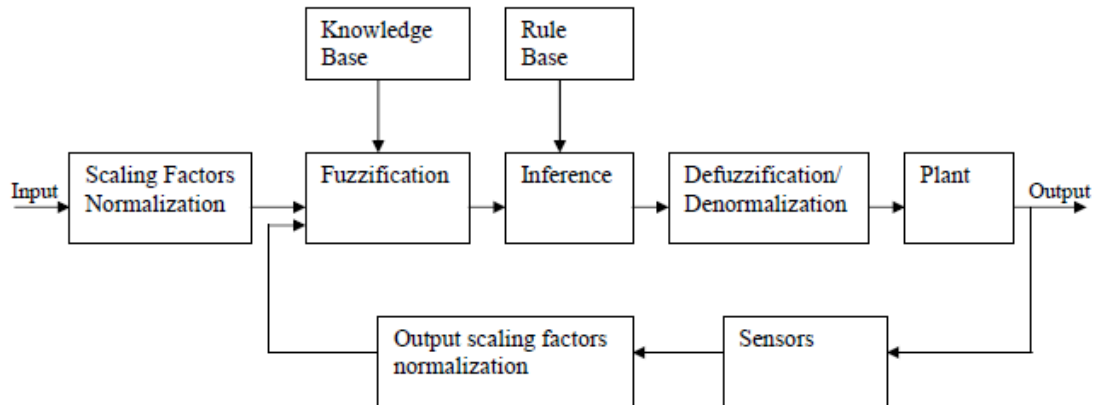 Knowledge
Base
Rule
Base
Input
Scaling Factors
Normalization
Fuzzification
Inference
Defuzzification/
Denormalization
Plant
Output
Output scaling factors
normalization
Sensors